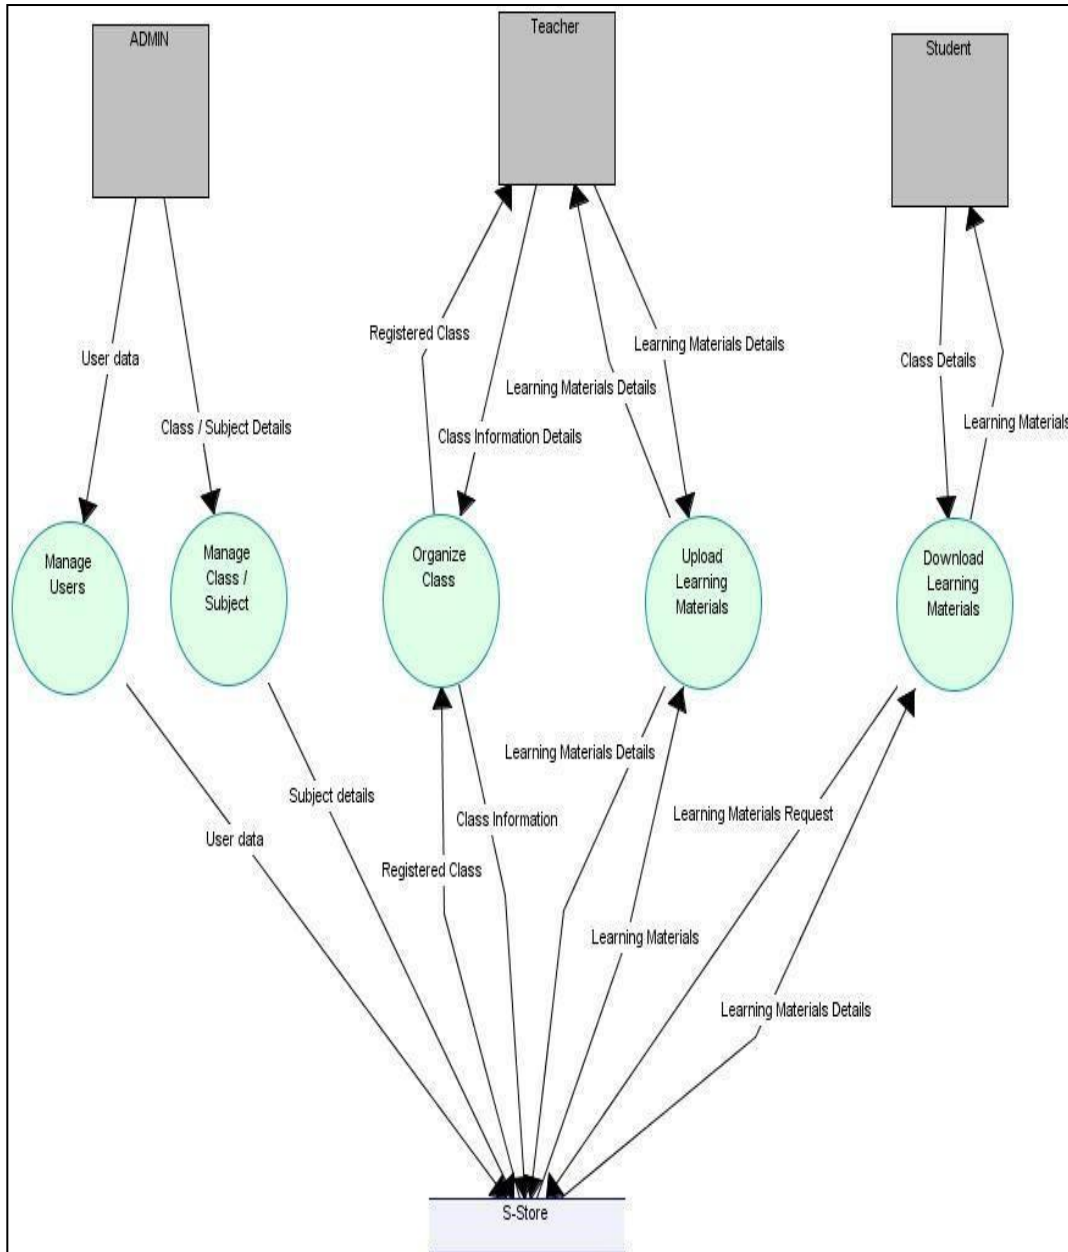 ADMIN
Teacher
Student
Registered Class
Learning Materials Details
User data
Class Details
Learning Materials Details
Class / Subject Details
Learning Materials
Class Information Details
Manage
Users
Manage
Class /
Subject
Organize
Class
Upload
Learning
Materials
Download
Learning
Materials
Learning Materials Details
Subject details
Class Information
Learning Materials Request
User data
Registered Class
Learning Materials
Learning Materials Details
S-Store